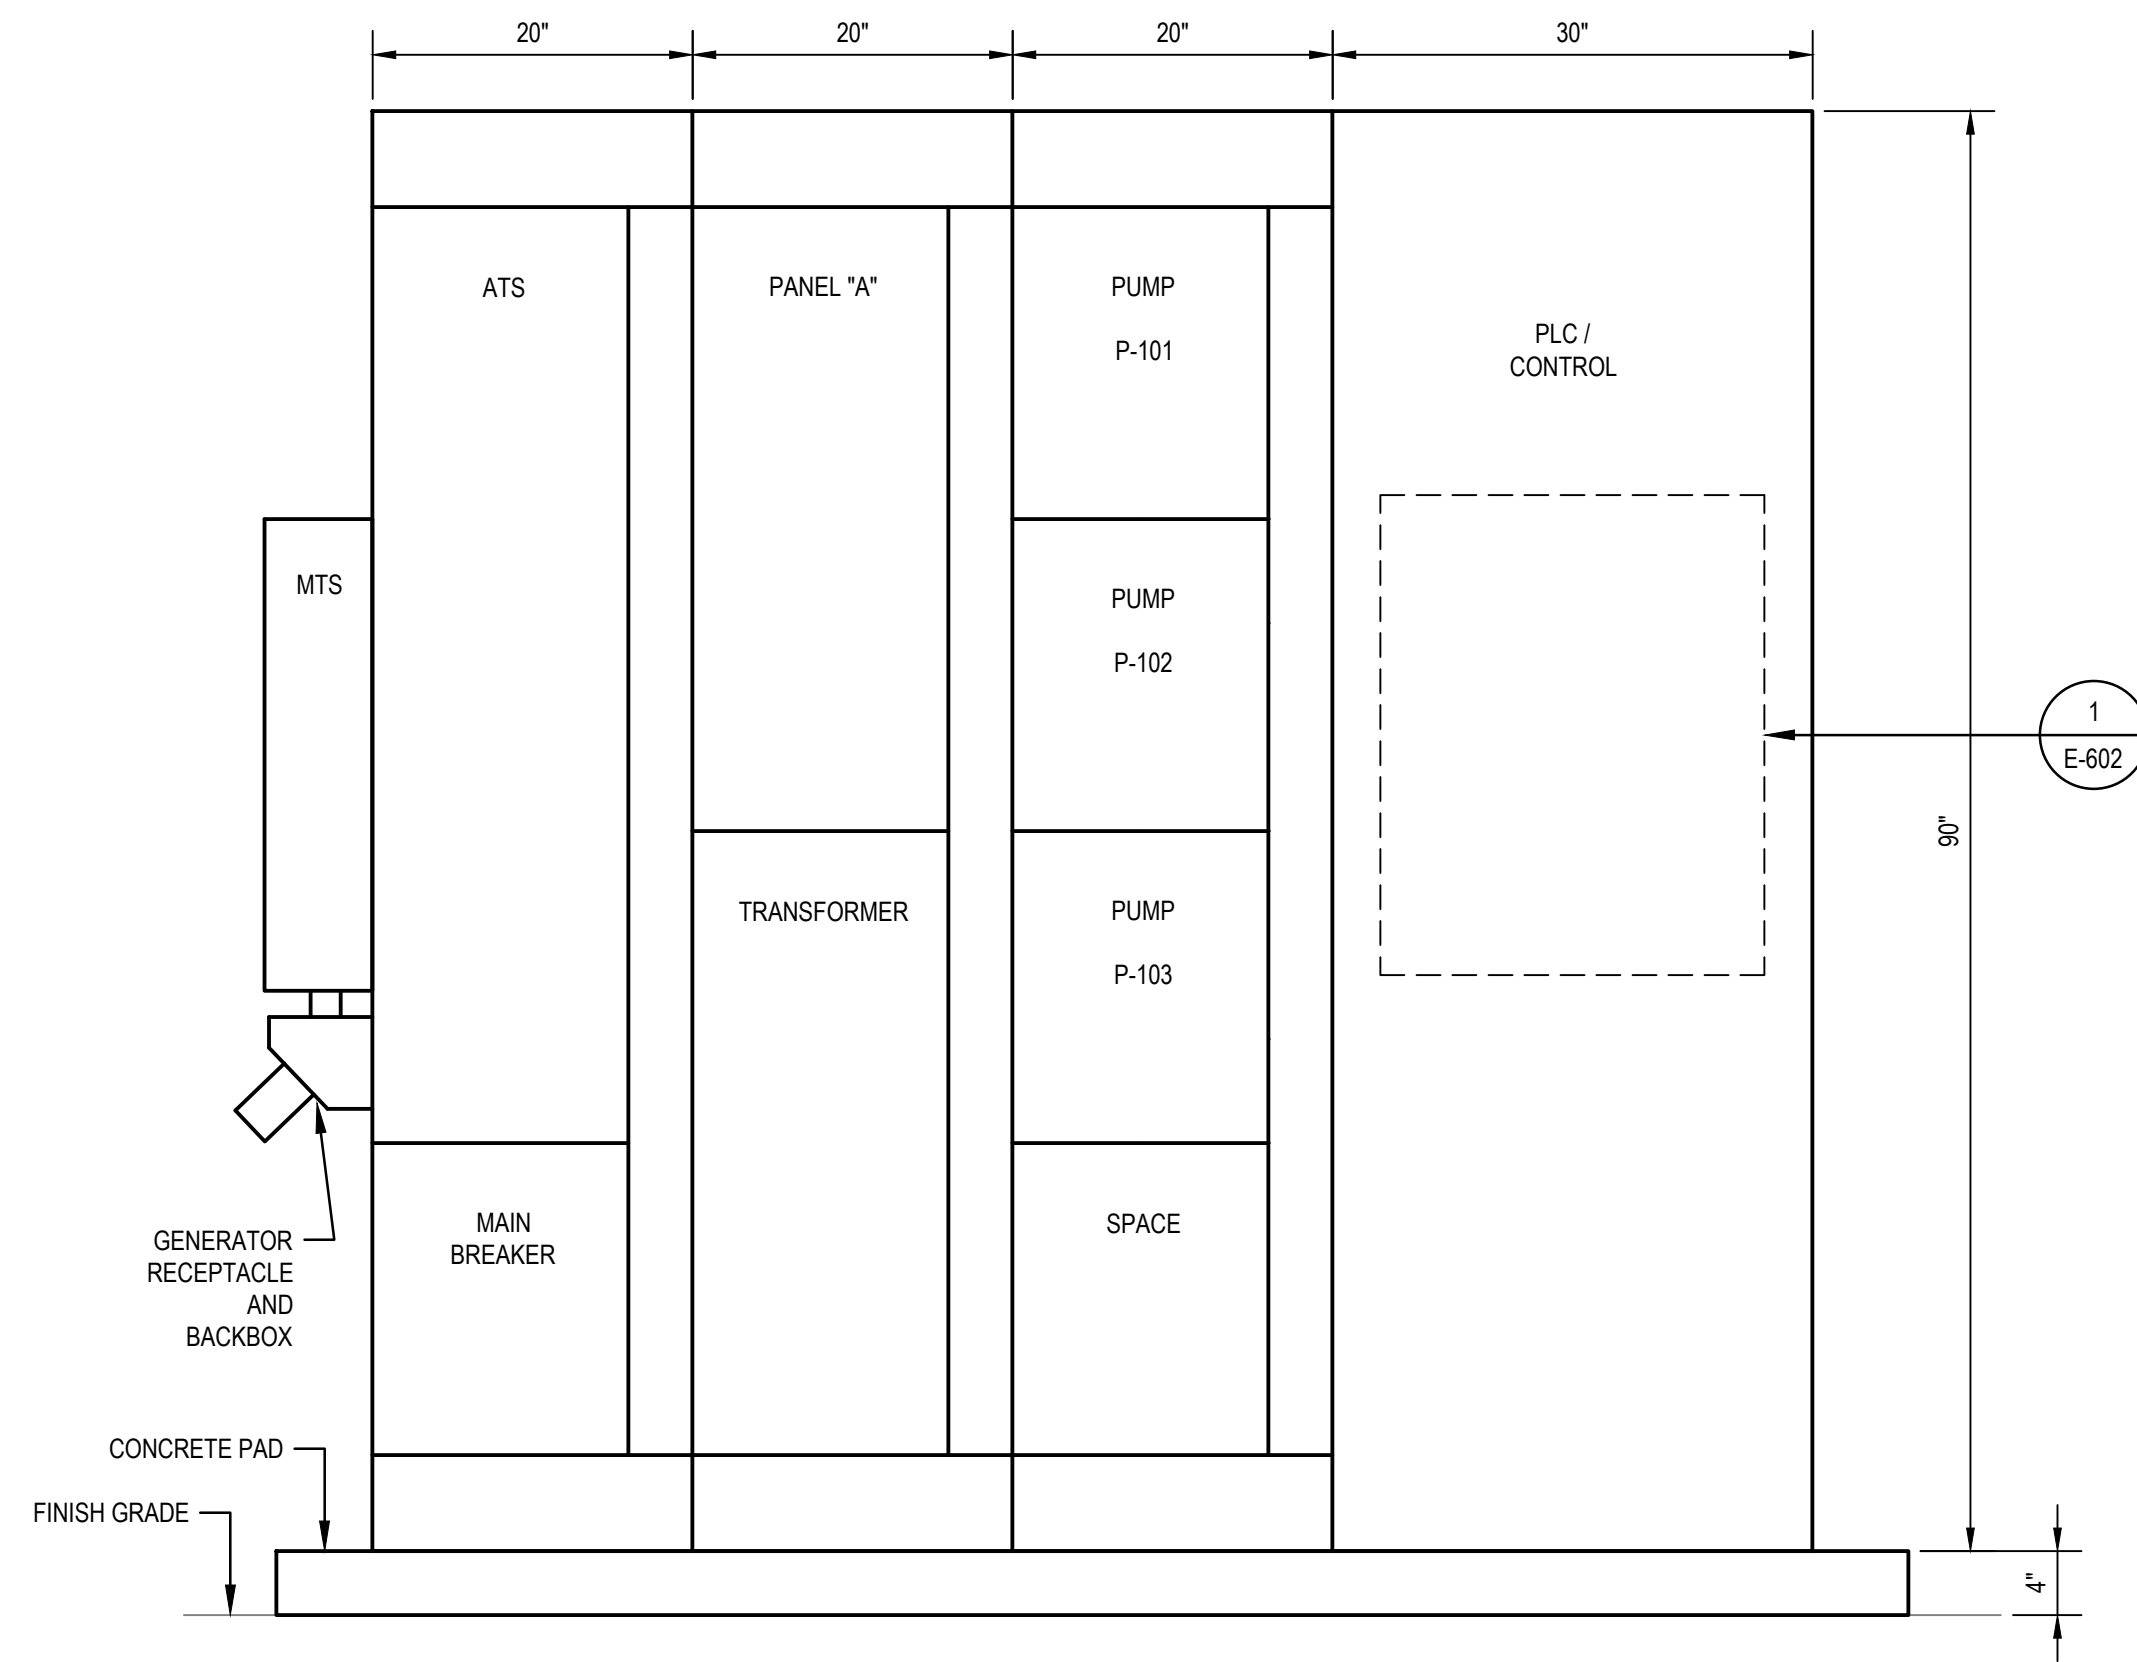 20"
20"
20"
30"
ATS
PANEL "A"
PUMP
P-101
PLC /
CONTROL
MTS
PUMP
P-102
1
E-602
90"
TRANSFORMER
PUMP
P-103
MAIN
BREAKER
SPACE
GENERATOR
RECEPTACLE
AND
BACKBOX
CONCRETE PAD
FINISH GRADE
4"